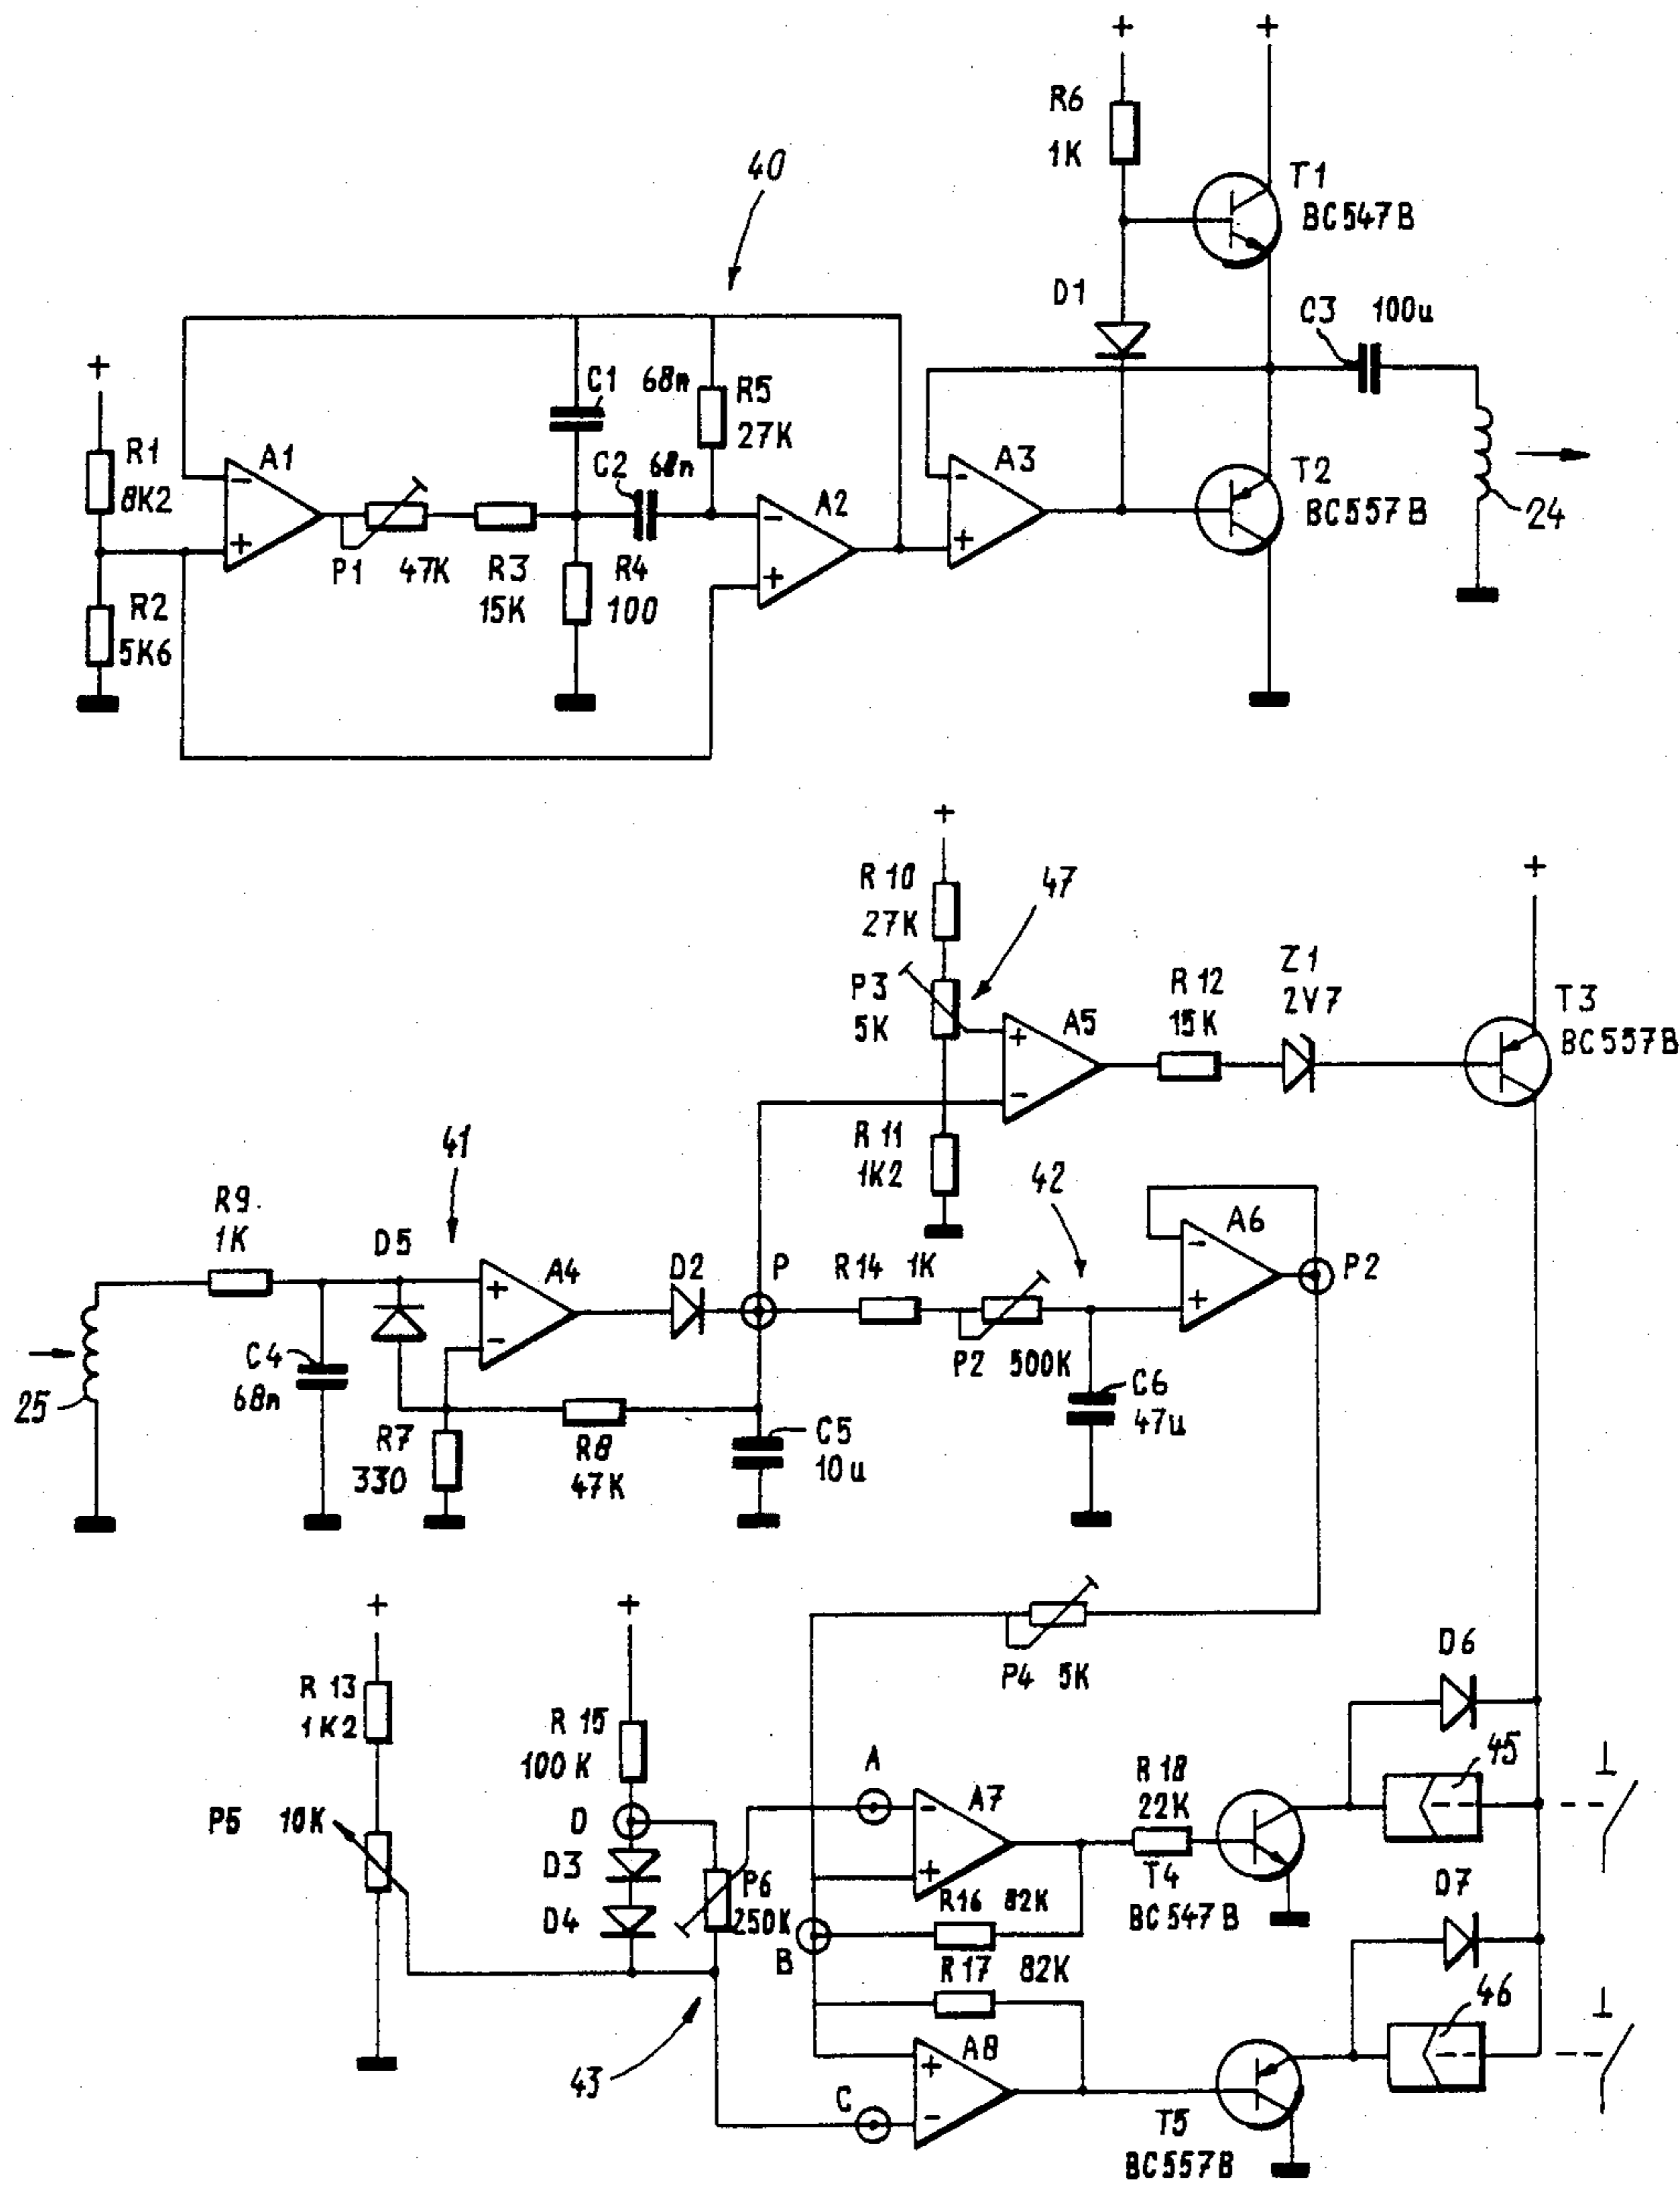 +
+
R6
1K
T1
BC547B
40
D1
C3 100u
+
C1 68n
R5
27K
R1
8K2
A1
C2 68n
A2
A3
T2
BC557B
24
-
+
-
+
-
+
P1 47K
R3
15K
R4
100
R2
5K6
+
R10
27K
47
+
P3
5K
A5
R12
15K
Z1
2V7
T3
BC557B
+
-
R11
1K2
41
42
R9
1K
D5
A4
D2
P
R14 1K
A6
P2
+
-
-
+
25
C4
68n
P2 500K
C6
47u
R7
330
R8
47K
C5
10u
+
+
P4 5K
D6
R13
1K2
R15
100K
A
A7
R18
22K
45
P5 10K
D
-
+
D3
P6
250K
T4
BC547B
D7
D4
R16 82K
B
R17 82K
46
43
A8
C
+
-
T5
BC557B